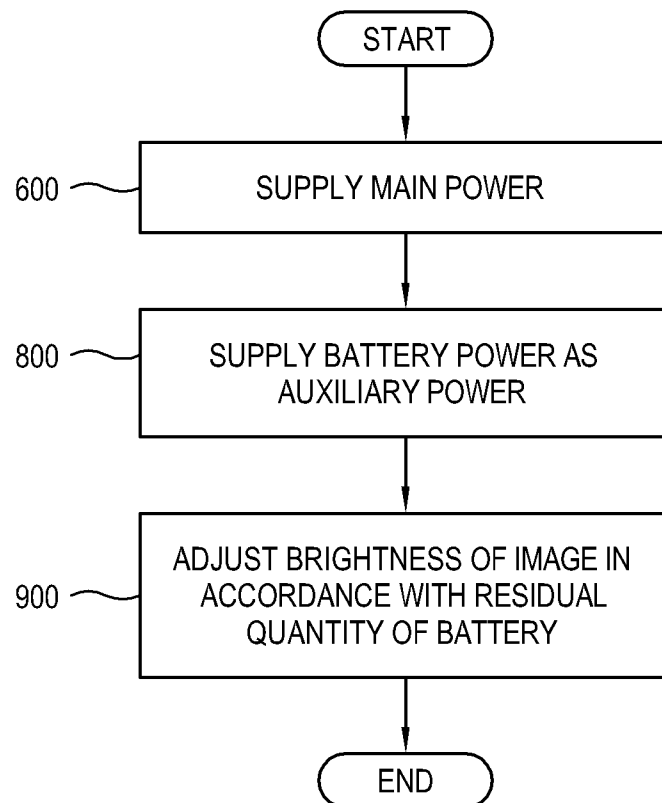 START
600
SUPPLY MAIN POWER
800
SUPPLY BATTERY POWER AS
AUXILIARY POWER
900
ADJUST BRIGHTNESS OF IMAGE IN
ACCORDANCE WITH RESIDUAL
QUANTITY OF BATTERY
END